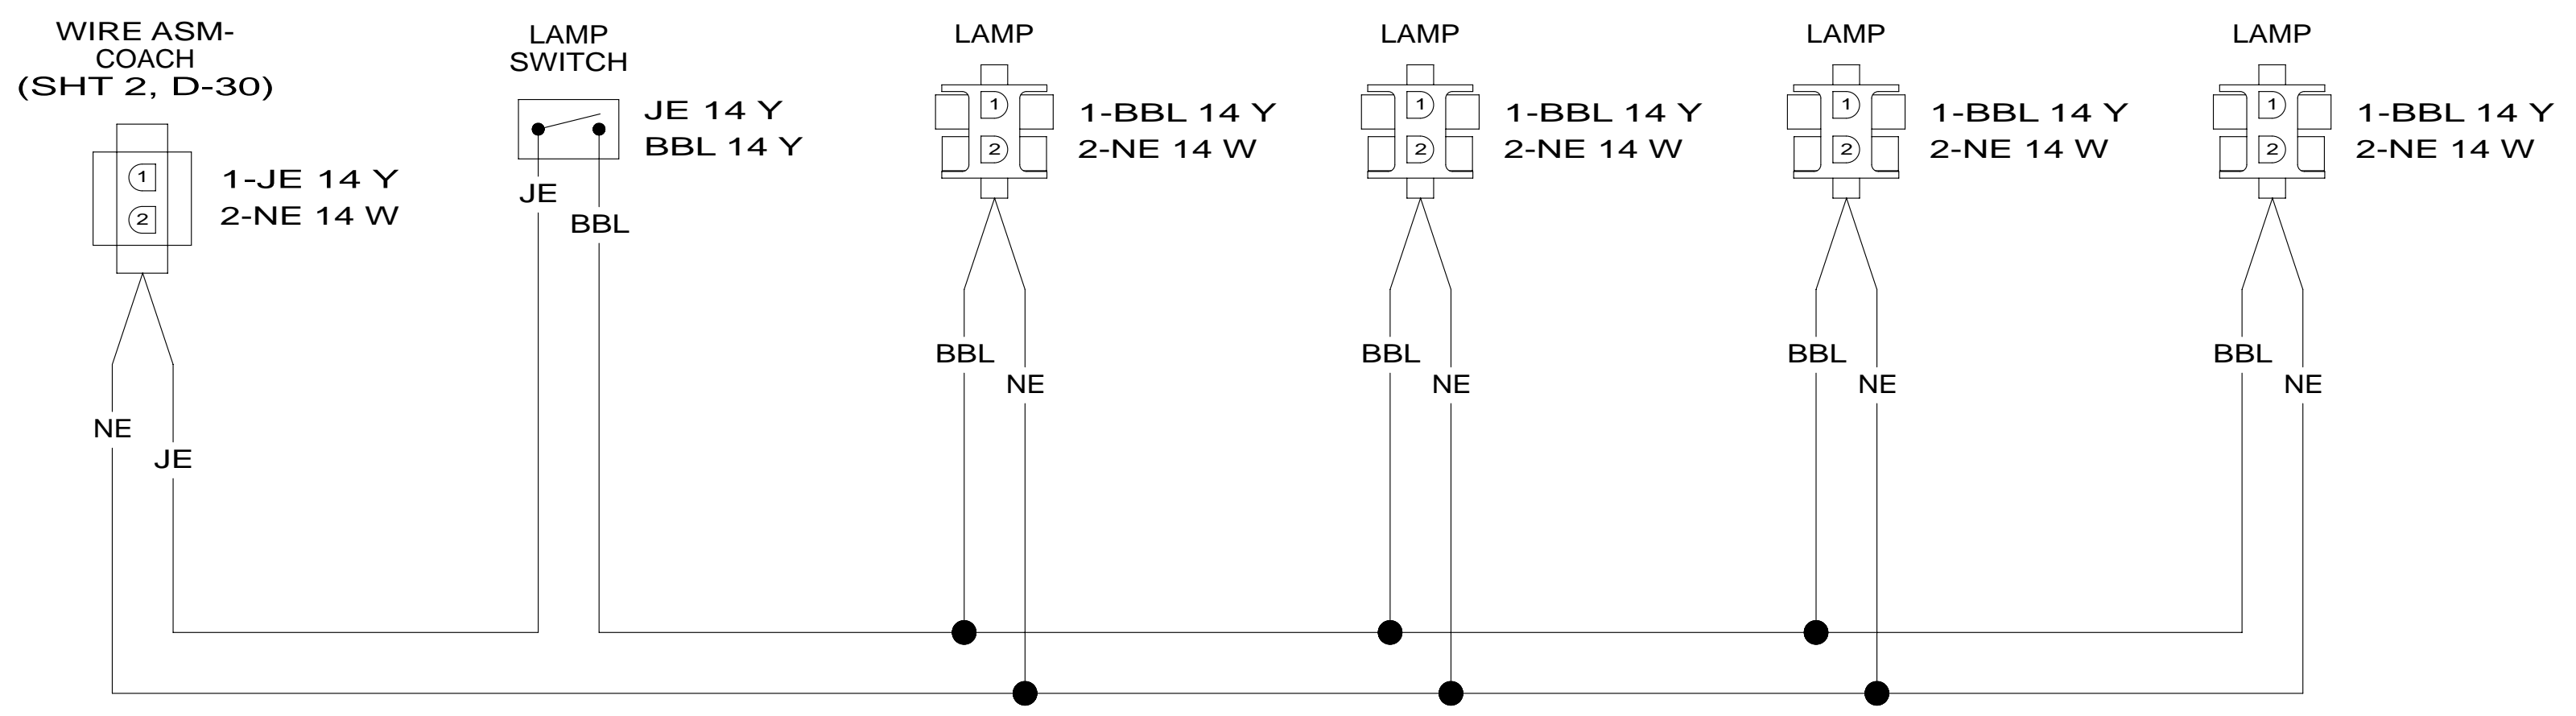 WIRE ASM-
COACH
(SHT 2, D-30)
1
2
1-JE 14 Y
2-NE 14 W
NE
JE
LAMP
SWITCH
JE 14 Y
BBL 14 Y
JE
BBL
LAMP
1
2
1-BBL 14 Y
2-NE 14 W
BBL
NE
LAMP
1
2
1-BBL 14 Y
2-NE 14 W
BBL
NE
LAMP
1
2
1-BBL 14 Y
2-NE 14 W
BBL
NE
LAMP
1
2
1-BBL 14 Y
2-NE 14 W
BBL
NE